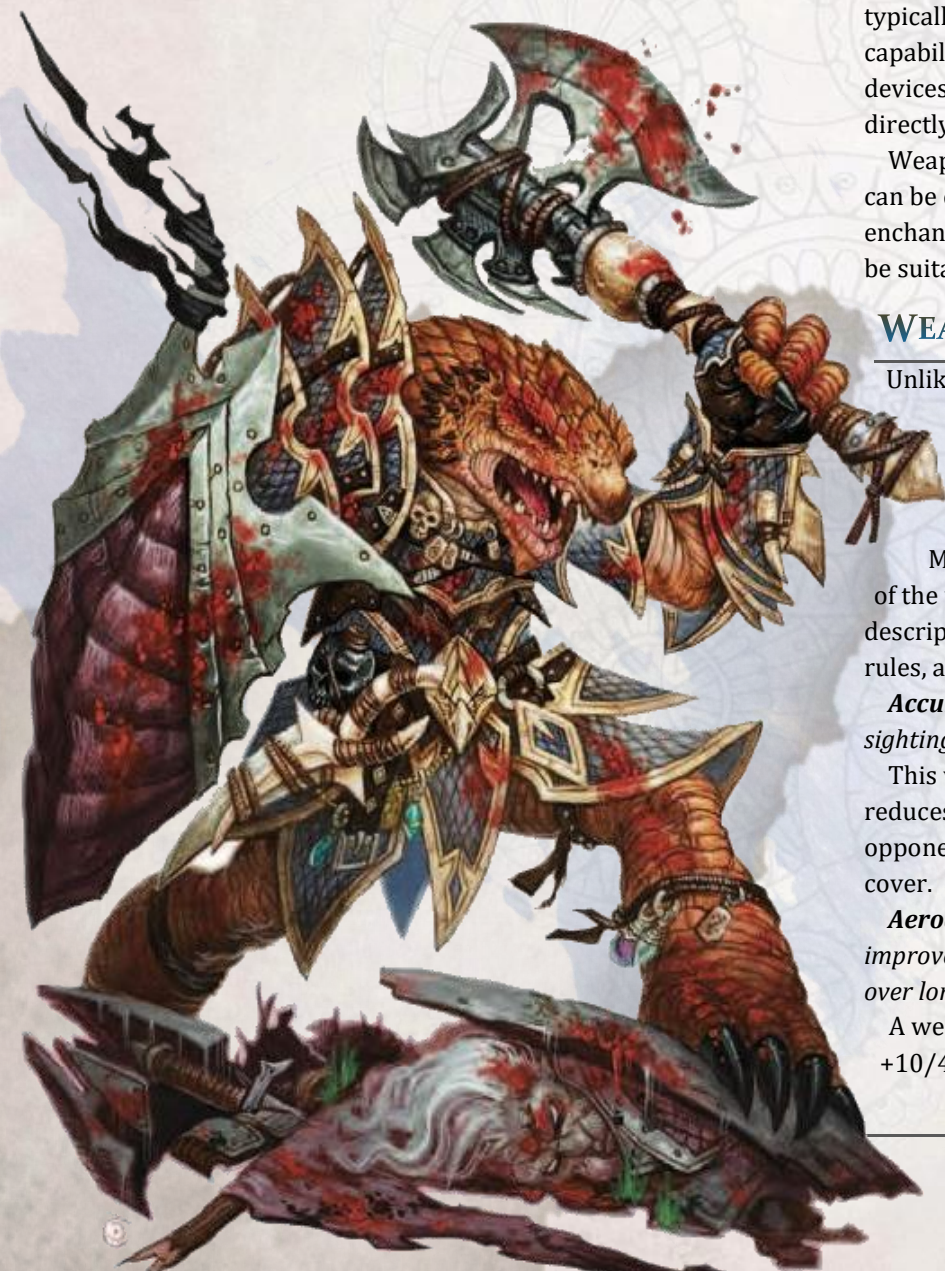 typically
capabil
devices
directly
Weap
can be
enchan
be suita
WEA
Unlik
M
of the
descrip
rules, a
Accu
sighting
This
reduces
oppone
cover.
Aero
improve
over lon
A we
+10/4